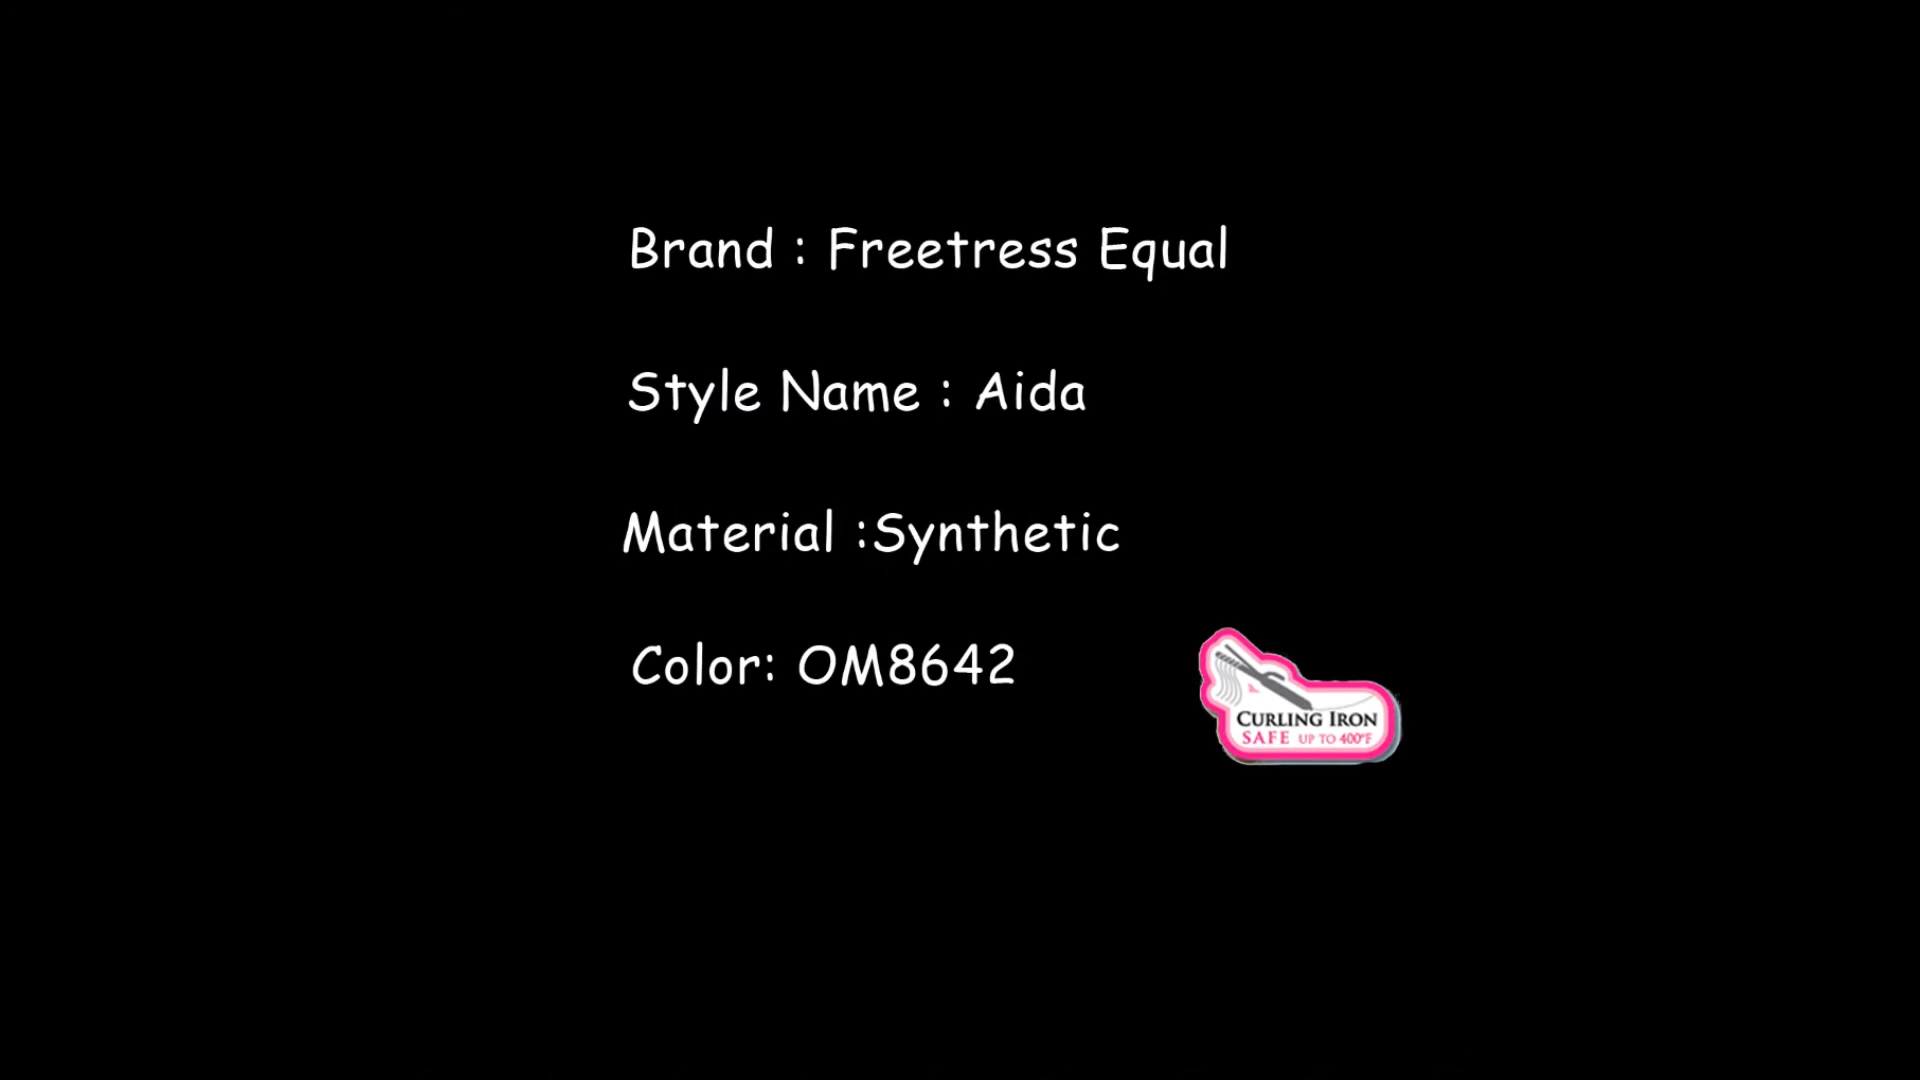 Brand : Freetress Equal
Style Name : Aida
Material :Synthetic
Color: OM8642
CURLING IRON
SAFE UP TO 400°F